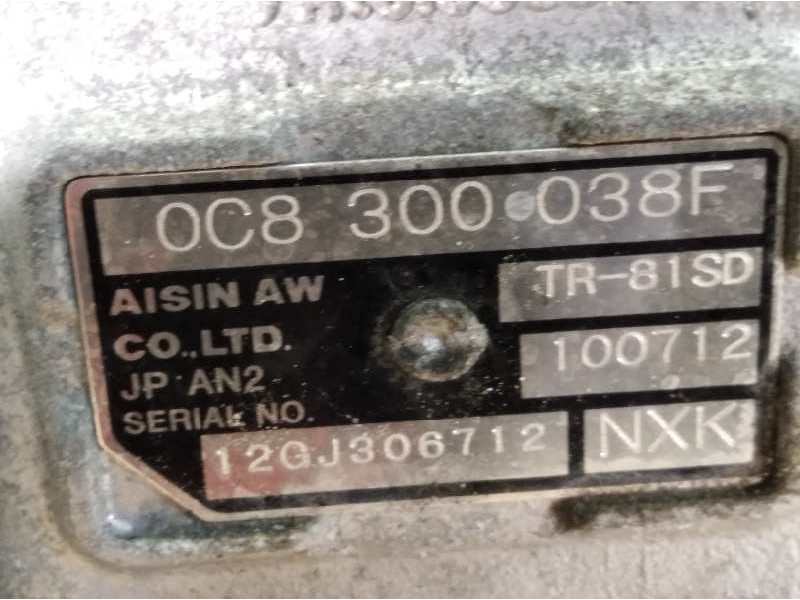 0C8 300 038F
AISIN AW TR-81SD
CO.,LTD. 100712
JP AN2
SERIAL NO.
12GJ306712 NXK